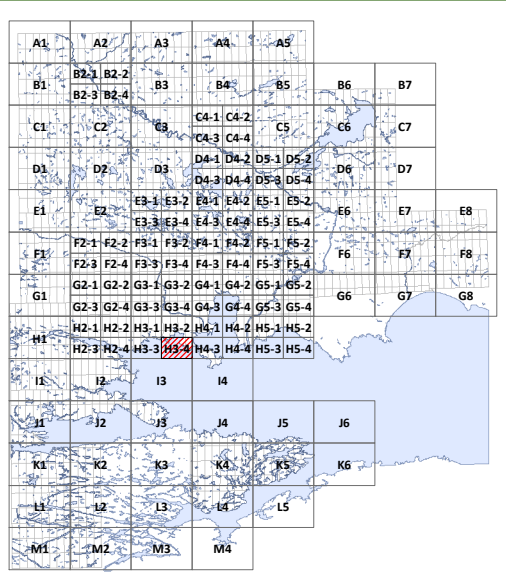 A1 A2 A3 A4 A5
B1 B2-1 B2-2 B3 B4 B5 B6 B7
B2-3 B2-4
C1 C2 C3 C4-1 C4-2 C5 C6 C7
C4-3 C4-4
D1 D2 D3 D4-1 D4-2 D5-1 D5-2 D6 D7
D4-3 D4-4 D5-3 D5-4
E1 E2 E3-1 E3-2 E4-1 E4-2 E5-1 E5-2 E6 E7 E8
E3-3 E3-4 E4-3 E4-4 E5-3 E5-4
F1 F2-1 F2-2 F3-1 F3-2 F4-1 F4-2 F5-1 F5-2 F6 F7 F8
F2-3 F2-4 F3-3 F3-4 F4-3 F4-4 F5-3 F5-4
G1 G2-1 G2-2 G3-1 G3-2 G4-1 G4-2 G5-1 G5-2 G6 G7 G8
G2-3 G2-4 G3-3 G3-4 G4-3 G4-4 G5-3 G5-4
H1 H2-1 H2-2 H3-1 H3-2 H4-1 H4-2 H5-1 H5-2
H2-3 H2-4 H3-3 H3-4 H4-3 H4-4 H5-3 H5-4
I1 I2 I3 I4
J1 J2 J3 J4 J5 J6
K1 K2 K3 K4 K5 K6
L1 L2 L3 L4 L5
M1 M2 M3 M4